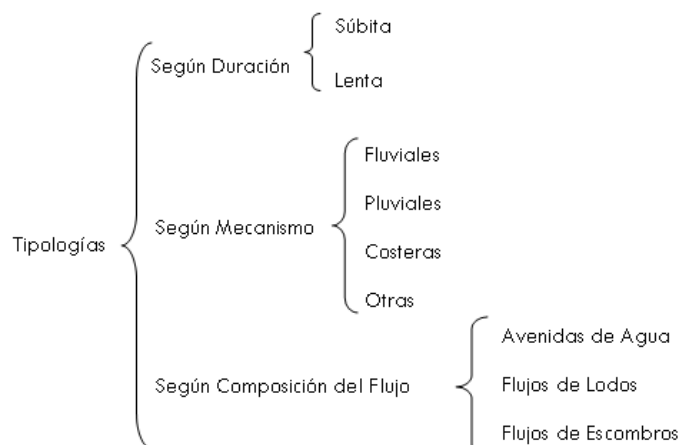 Tipologías
Según Duración
Súbita
Lenta
Según Mecanismo
Fluviales
Pluviales
Costeras
Otras
Según Composición del Flujo
Avenidas de Agua
Flujos de Lodos
Flujos de Escombros